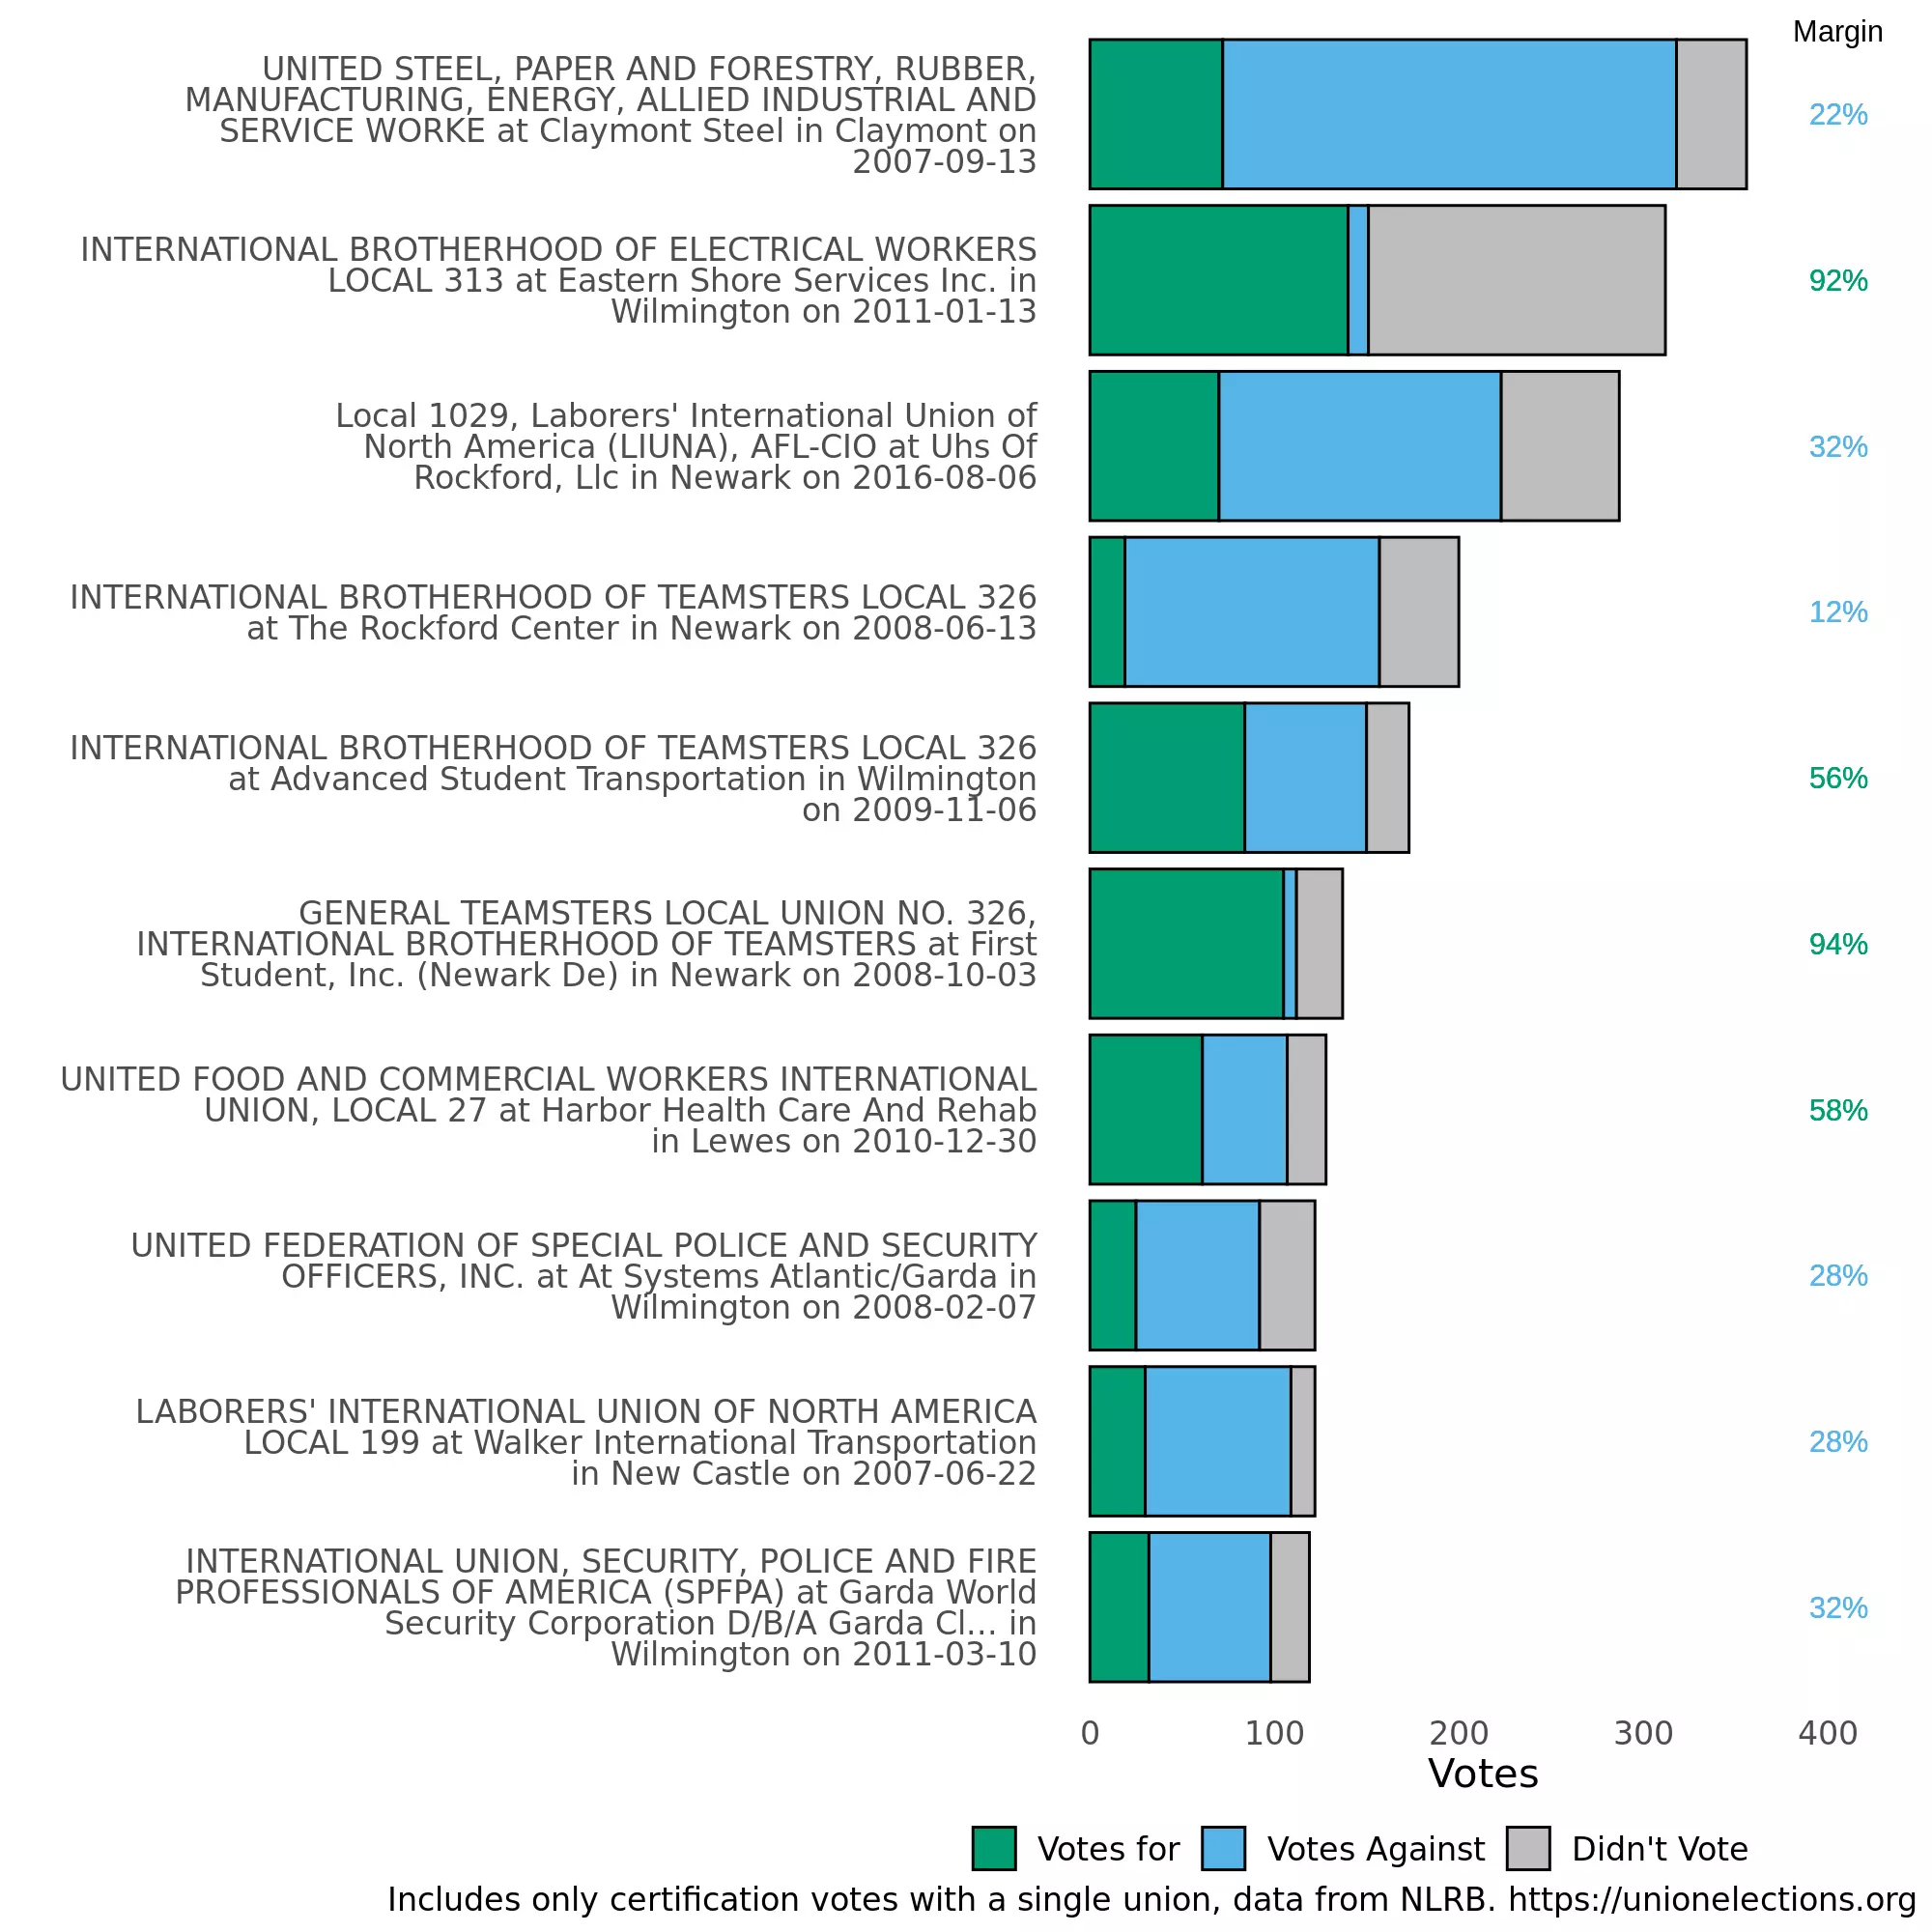 Margin
UNITED STEEL, PAPER AND FORESTRY, RUBBER,
MANUFACTURING, ENERGY, ALLIED INDUSTRIAL AND
SERVICE WORKE at Claymont Steel in Claymont on
2007-09-13
22%
INTERNATIONAL BROTHERHOOD OF ELECTRICAL WORKERS
LOCAL 313 at Eastern Shore Services Inc. in
Wilmington on 2011-01-13
92%
Local 1029, Laborers' International Union of
North America (LIUNA), AFL-CIO at Uhs Of
Rockford, Llc in Newark on 2016-08-06
32%
INTERNATIONAL BROTHERHOOD OF TEAMSTERS LOCAL 326
at The Rockford Center in Newark on 2008-06-13
12%
INTERNATIONAL BROTHERHOOD OF TEAMSTERS LOCAL 326
at Advanced Student Transportation in Wilmington
on 2009-11-06
56%
GENERAL TEAMSTERS LOCAL UNION NO. 326,
INTERNATIONAL BROTHERHOOD OF TEAMSTERS at First
Student, Inc. (Newark De) in Newark on 2008-10-03
94%
UNITED FOOD AND COMMERCIAL WORKERS INTERNATIONAL
UNION, LOCAL 27 at Harbor Health Care And Rehab
in Lewes on 2010-12-30
58%
UNITED FEDERATION OF SPECIAL POLICE AND SECURITY
OFFICERS, INC. at At Systems Atlantic/Garda in
Wilmington on 2008-02-07
28%
LABORERS' INTERNATIONAL UNION OF NORTH AMERICA
LOCAL 199 at Walker International Transportation
in New Castle on 2007-06-22
28%
INTERNATIONAL UNION, SECURITY, POLICE AND FIRE
PROFESSIONALS OF AMERICA (SPFPA) at Garda World
Security Corporation D/B/A Garda Cl... in
Wilmington on 2011-03-10
32%
0 100 200 300 400
Votes
Votes for Votes Against Didn't Vote
Includes only certification votes with a single union, data from NLRB. https://unionelections.org